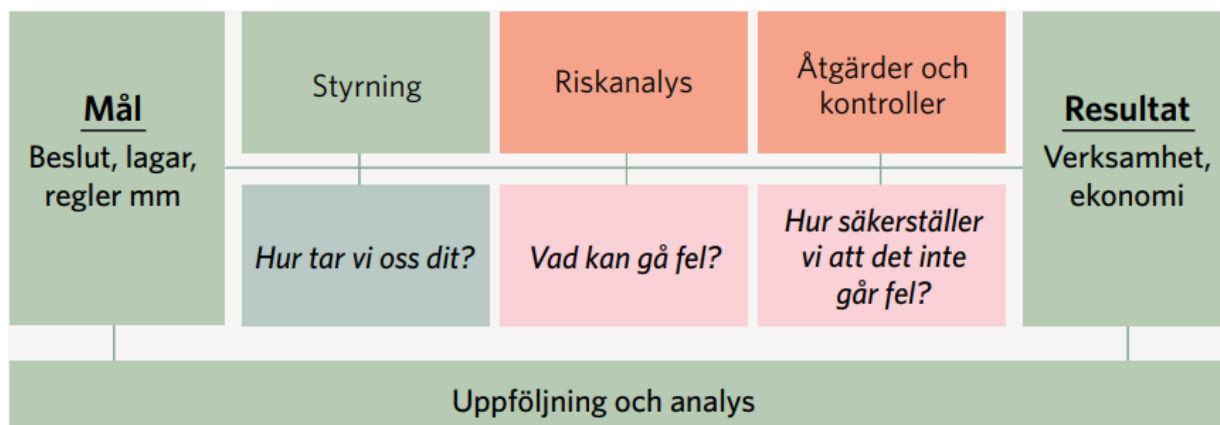 Mål
Beslut, lagar,
regler mm
Styrning
Hur tar vi oss dit?
Riskanalys
Vad kan gå fel?
Åtgärder och
kontroller
Hur säkerställer
vi att det inte
går fel?
Resultat
Verksamhet,
ekonomi
Uppföljning och analys